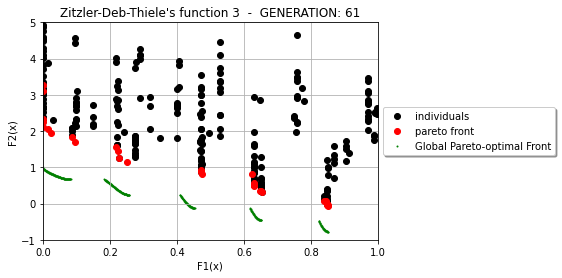 Zitzler-Deb-Thiele's function 3 - GENERATION: 61
5
4
3
2
1
0
−1
F2(x)
0.0 0.2 0.4 0.6 0.8 1.0
F1(x)
individuals
pareto front
Global Pareto-optimal Front